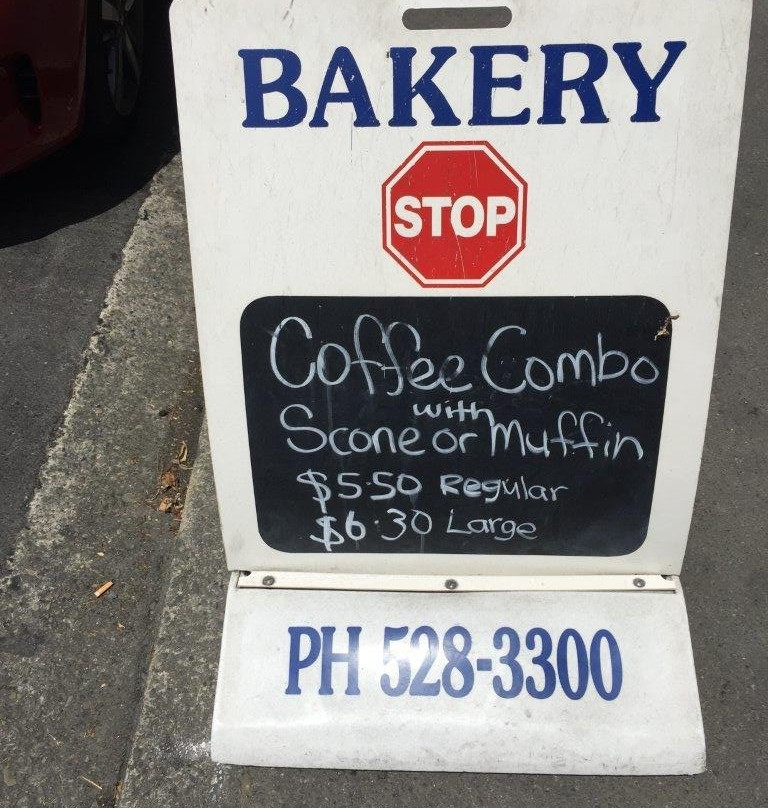 BAKERY
STOP
Coffee Combo
with
Scone or Muffin
$5.50 Regular
$6.30 Large
PH 528-3300